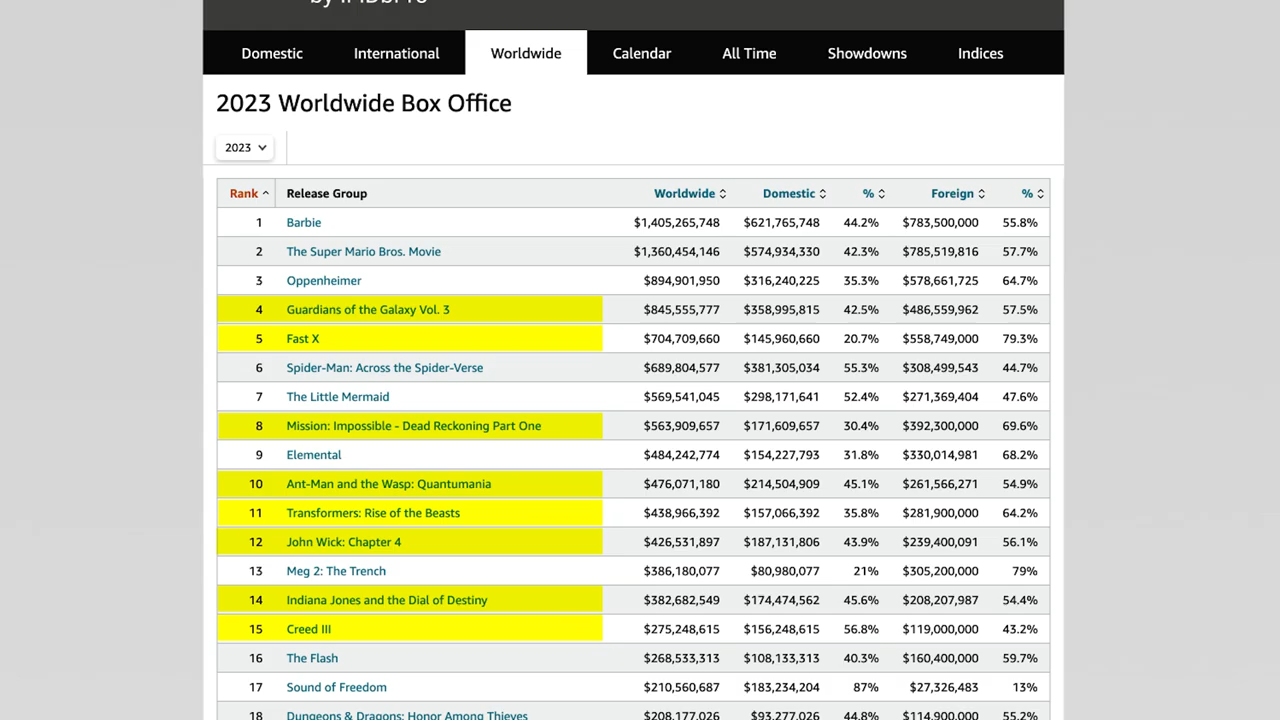 by IMDbPro
Domestic International Worldwide Calendar All Time Showdowns Indices
2023 Worldwide Box Office
2023
Rank Release Group Worldwide Domestic % Foreign %
1 Barbie $1,405,265,748 $621,765,748 44.2% $783,500,000 55.8%
2 The Super Mario Bros. Movie $1,360,454,146 $574,934,330 42.3% $785,519,816 57.7%
3 Oppenheimer $894,901,950 $316,240,225 35.3% $578,661,725 64.7%
4 Guardians of the Galaxy Vol. 3 $845,555,777 $358,995,815 42.5% $486,559,962 57.5%
5 Fast X $704,709,660 $145,960,660 20.7% $558,749,000 79.3%
6 Spider-Man: Across the Spider-Verse $689,804,577 $381,305,034 55.3% $308,499,543 44.7%
7 The Little Mermaid $569,541,045 $298,171,641 52.4% $271,369,404 47.6%
8 Mission: Impossible - Dead Reckoning Part One $563,909,657 $171,609,657 30.4% $392,300,000 69.6%
9 Elemental $484,242,774 $154,227,793 31.8% $330,014,981 68.2%
10 Ant-Man and the Wasp: Quantumania $476,071,180 $214,504,909 45.1% $261,566,271 54.9%
11 Transformers: Rise of the Beasts $438,966,392 $157,066,392 35.8% $281,900,000 64.2%
12 John Wick: Chapter 4 $426,531,897 $187,131,806 43.9% $239,400,091 56.1%
13 Meg 2: The Trench $386,180,077 $80,980,077 21% $305,200,000 79%
14 Indiana Jones and the Dial of Destiny $382,682,549 $174,474,562 45.6% $208,207,987 54.4%
15 Creed III $275,248,615 $156,248,615 56.8% $119,000,000 43.2%
16 The Flash $268,533,313 $108,133,313 40.3% $160,400,000 59.7%
17 Sound of Freedom $210,560,687 $183,234,204 87% $27,326,483 13%
18 Dungeons & Dragons: Honor Among Thieves $208,177,026 $93,277,026 44.8% $114,900,000 55.2%